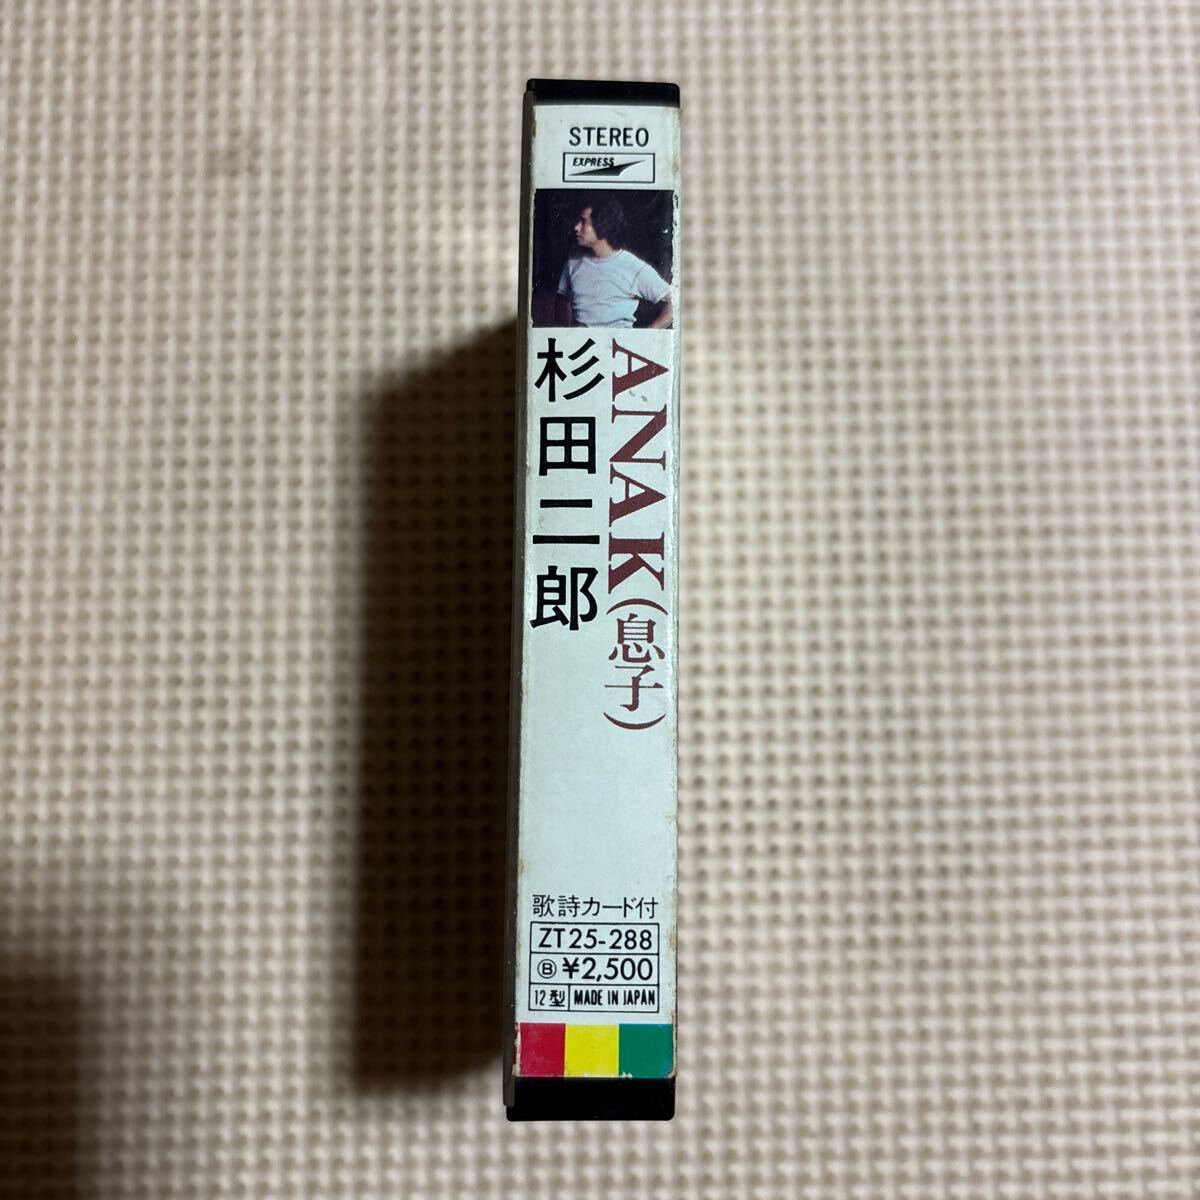 STEREO
EXPRESS
ANAK(息子)
杉田二郎
歌詩カード付
ZT25-288
Ⓑ ¥2,500
12型 MADE IN JAPAN